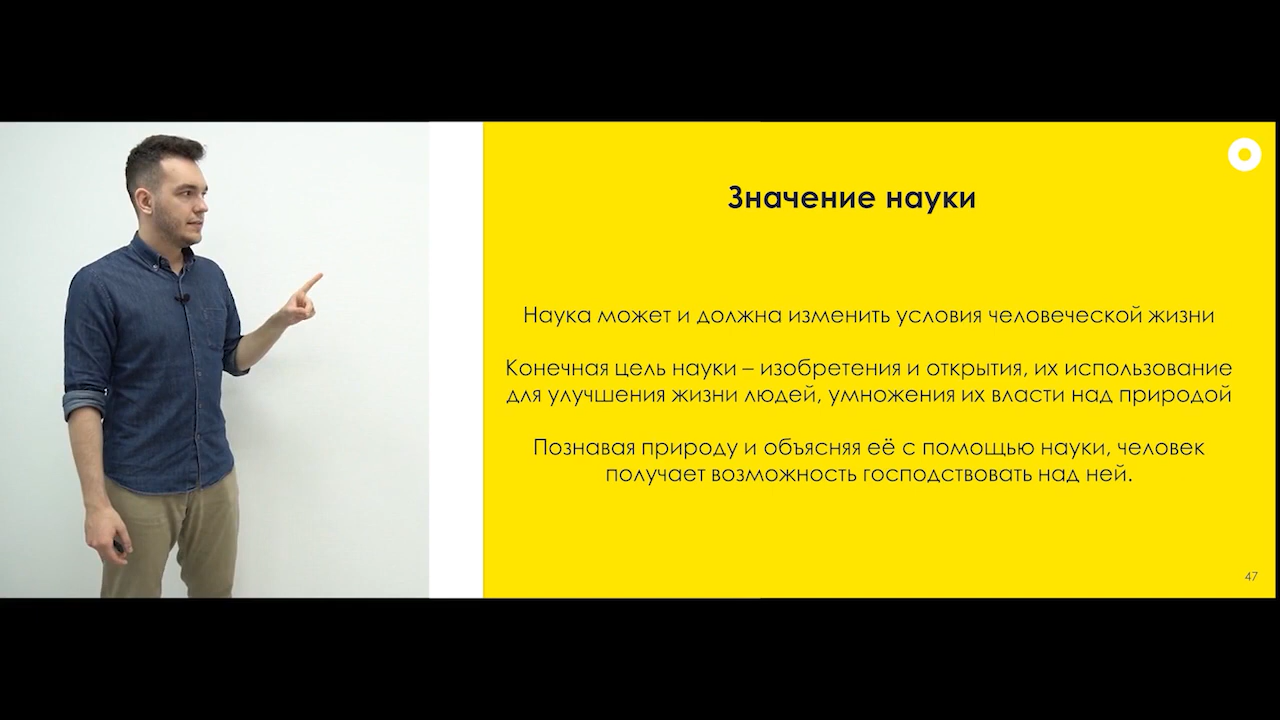 Значение науки
Наука может и должна изменить условия человеческой жизни
Конечная цель науки – изобретения и открытия, их использование
для улучшения жизни людей, умножения их власти над природой
Познавая природу и объясняя её с помощью науки, человек
получает возможность господствовать над ней.
47